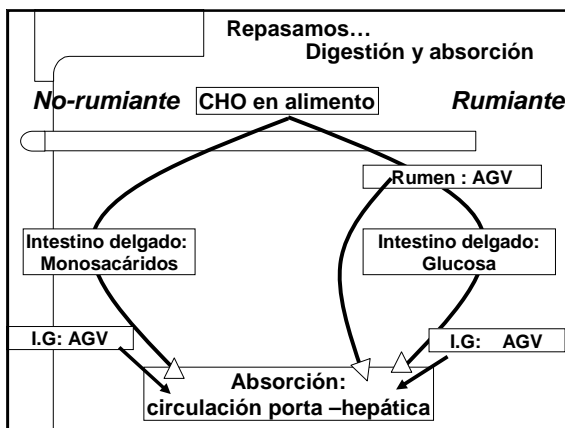 Repasamos…
Digestión y absorción
No-rumiante
CHO en alimento
Rumiante
Rumen : AGV
Intestino delgado:
Monosacáridos
Intestino delgado:
Glucosa
I.G: AGV
I.G: AGV
Absorción:
circulación porta –hepática